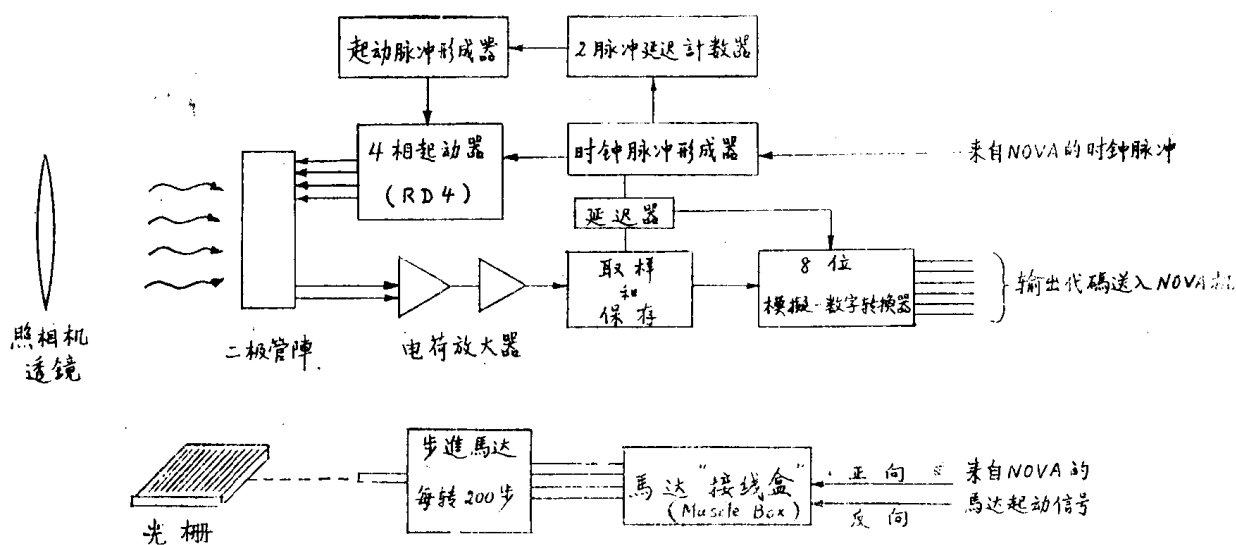 起动脉冲形成器
2脉冲延迟計数器
4相起动器
(RD4)
时钟脉冲形成器
来自NOVA的时钟脉冲
延迟器
取样
和
保存
8位
模擬-数字转換器
输出代碼送入NOVA机
照相机
透鏡
二极管陣
电荷放大器
步進馬达
每转200步
馬达"接线盒"
(Muscle Box)
正向
反向
来自NOVA的
馬达起动信号
光栅